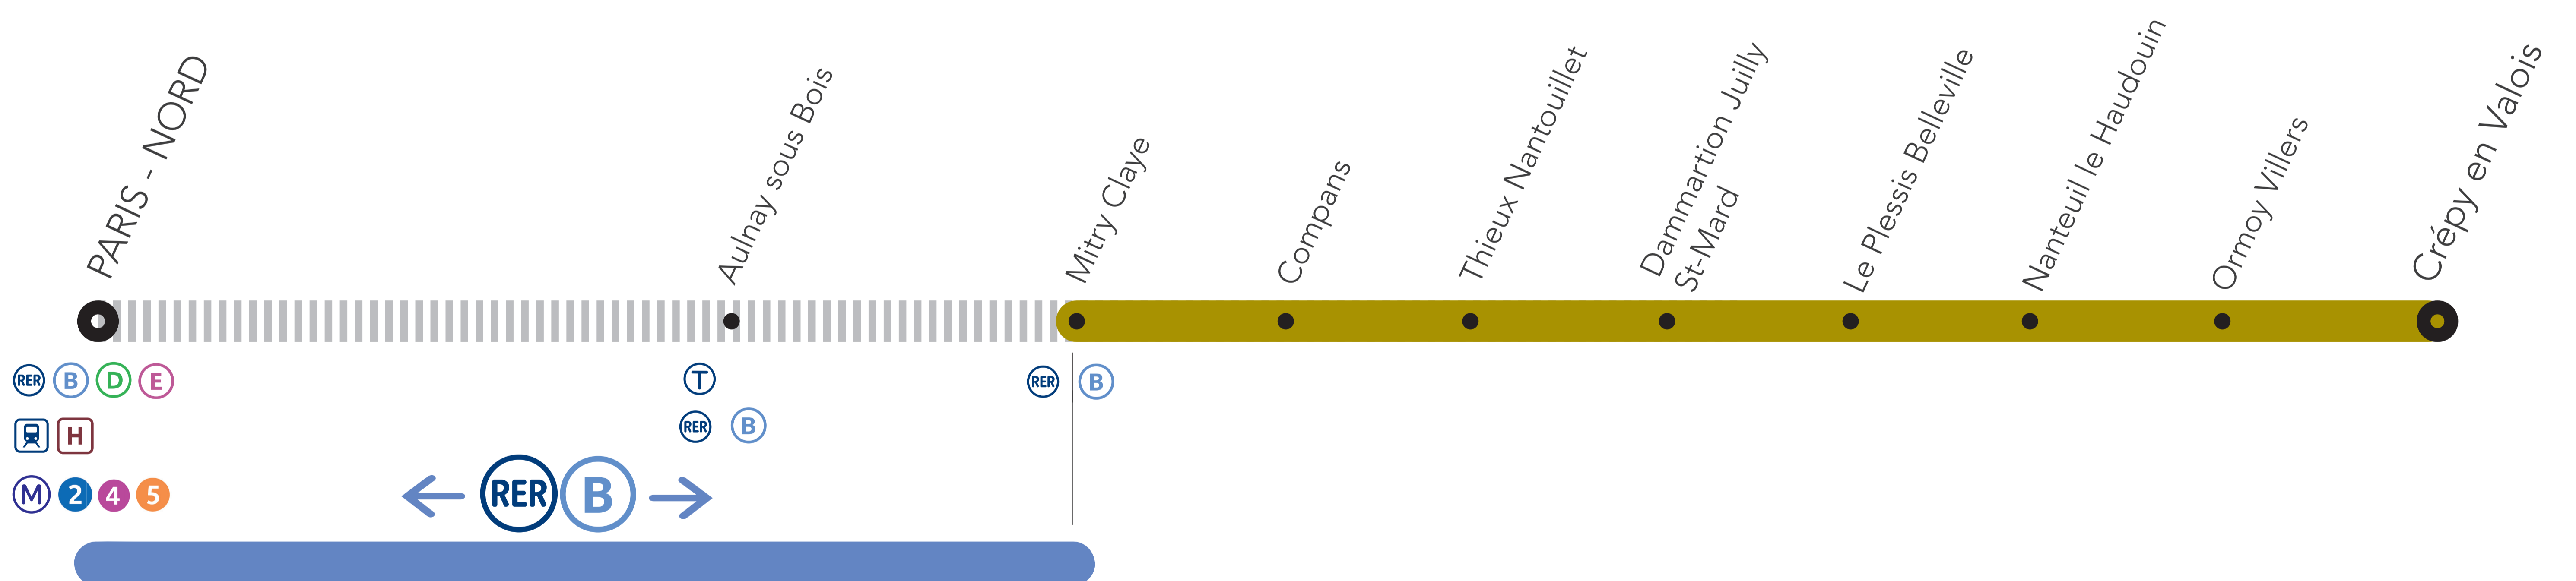 PARIS - NORD
Aulnay sous Bois
Mitry Claye
Compans
Thieux Nantouillet
Dammartion Juilly
St-Mard
Le Plessis Belleville
Nanteuil le Haudouin
Ormoy Villers
Crépy en Valois
RER B D E
H
M 2 4 5
T
RER B
RER B
RER B